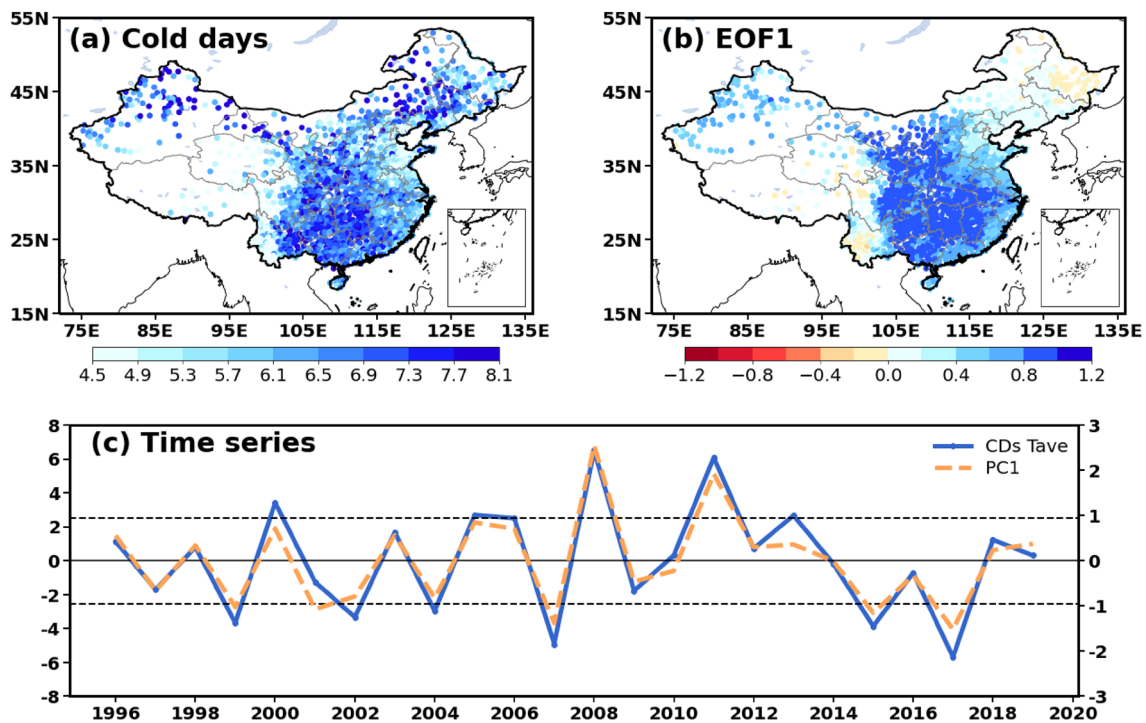 (a) Cold days
55N
45N
35N
25N
15N
75E 85E 95E 105E 115E 125E 135E
4.5 4.9 5.3 5.7 6.1 6.5 6.9 7.3 7.7 8.1
(b) EOF1
55N
45N
35N
25N
15N
75E 85E 95E 105E 115E 125E 135E
−1.2 −0.8 −0.4 0.0 0.4 0.8 1.2
(c) Time series
CDs Tave
PC1
8
6
4
2
0
-2
-4
-6
-8
3
2
1
0
-1
-2
-3
1996 1998 2000 2002 2004 2006 2008 2010 2012 2014 2016 2018 2020